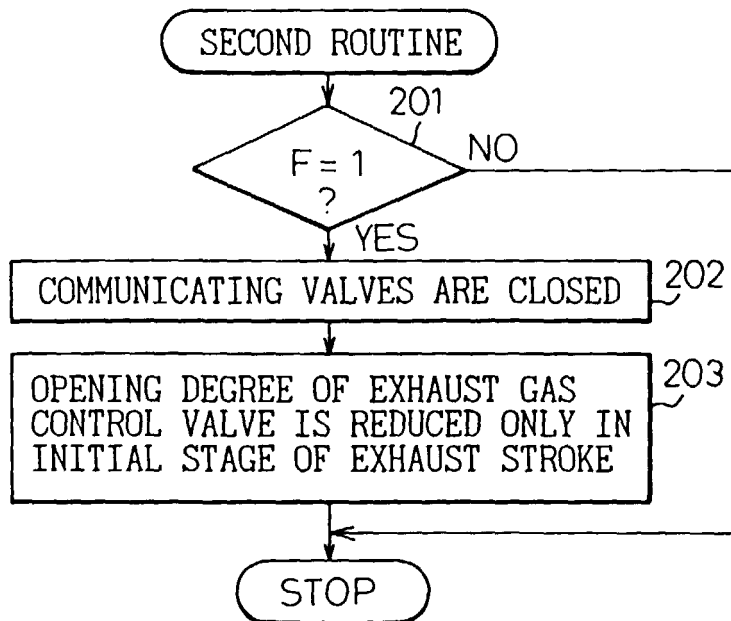 SECOND ROUTINE
201
F = 1
?
NO
YES
COMMUNICATING VALVES ARE CLOSED
202
OPENING DEGREE OF EXHAUST GAS
CONTROL VALVE IS REDUCED ONLY IN
INITIAL STAGE OF EXHAUST STROKE
203
STOP